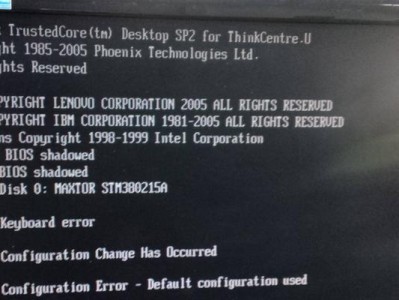 TrustedCore(tm) Desktop SP2 for ThinkCentre.U
ht 1985-2005 Phoenix Technologies Ltd.
ghts Reserved
PYRIGHT LENOVO CORPORATION 2005 ALL RIGHTS RESERVED
PYRIGHT IBM CORPORATION 1981-2005 ALL RIGHTS RESERVED
ns Copyright 1998-1999 Intel Corporation
BIOS shadowed
BIOS shadowed
Disk 0: MAXTOR STM380215A
Keyboard error
Configuration Change Has Occurred
Configuration Error - Default configuration used